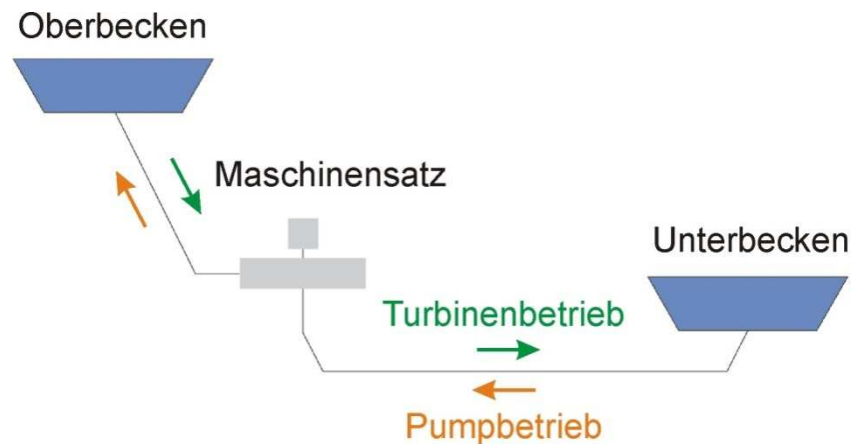 Oberbecken
Maschinensatz
Unterbecken
Turbinenbetrieb
Pumpbetrieb